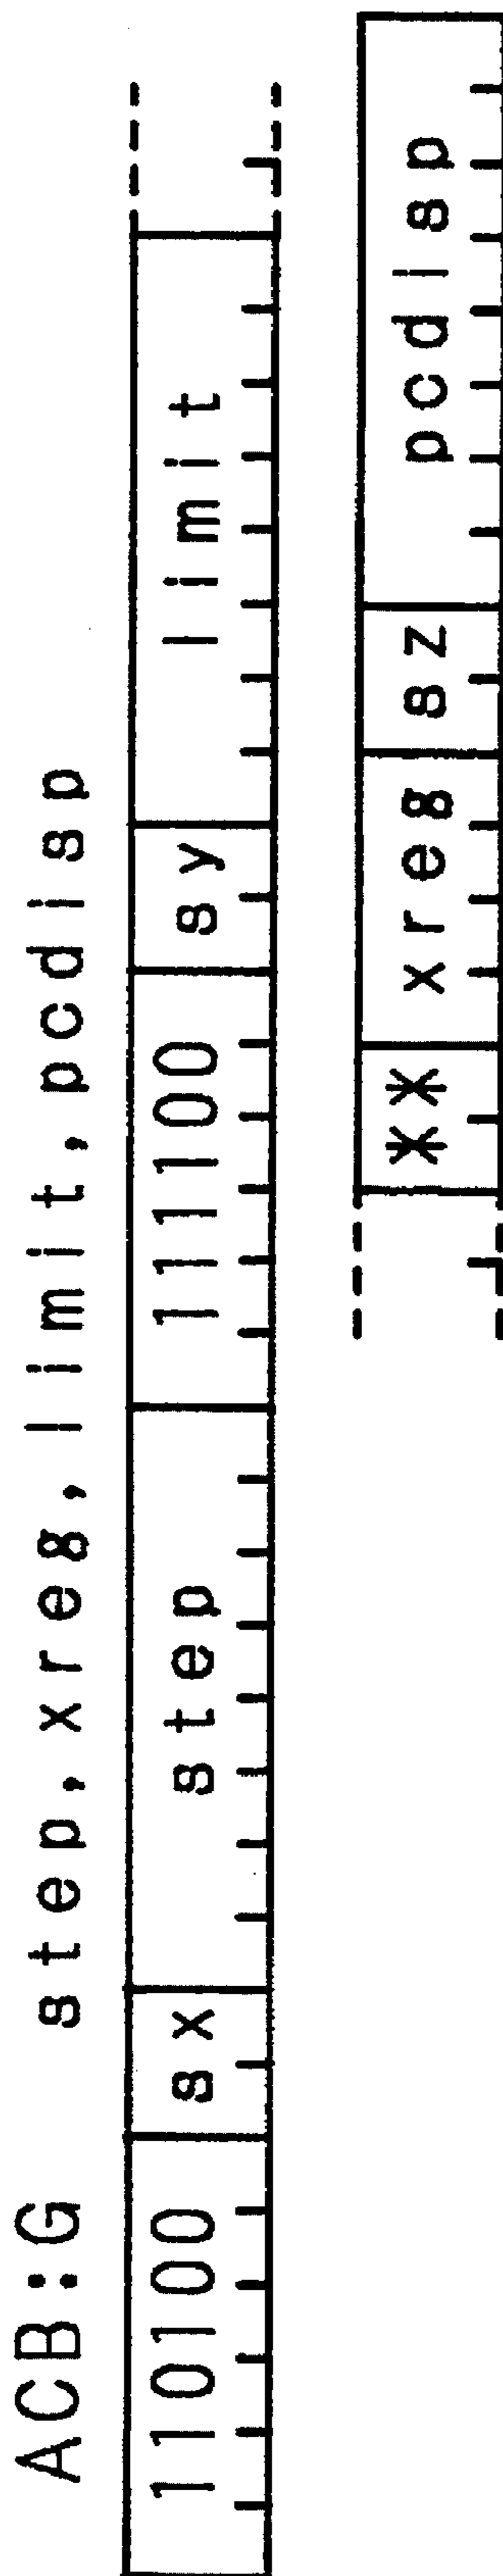 ACB:G step,xreg,limit,pcdisp
110100 sx step 111100 sy limit
** xreg sz pcdisp